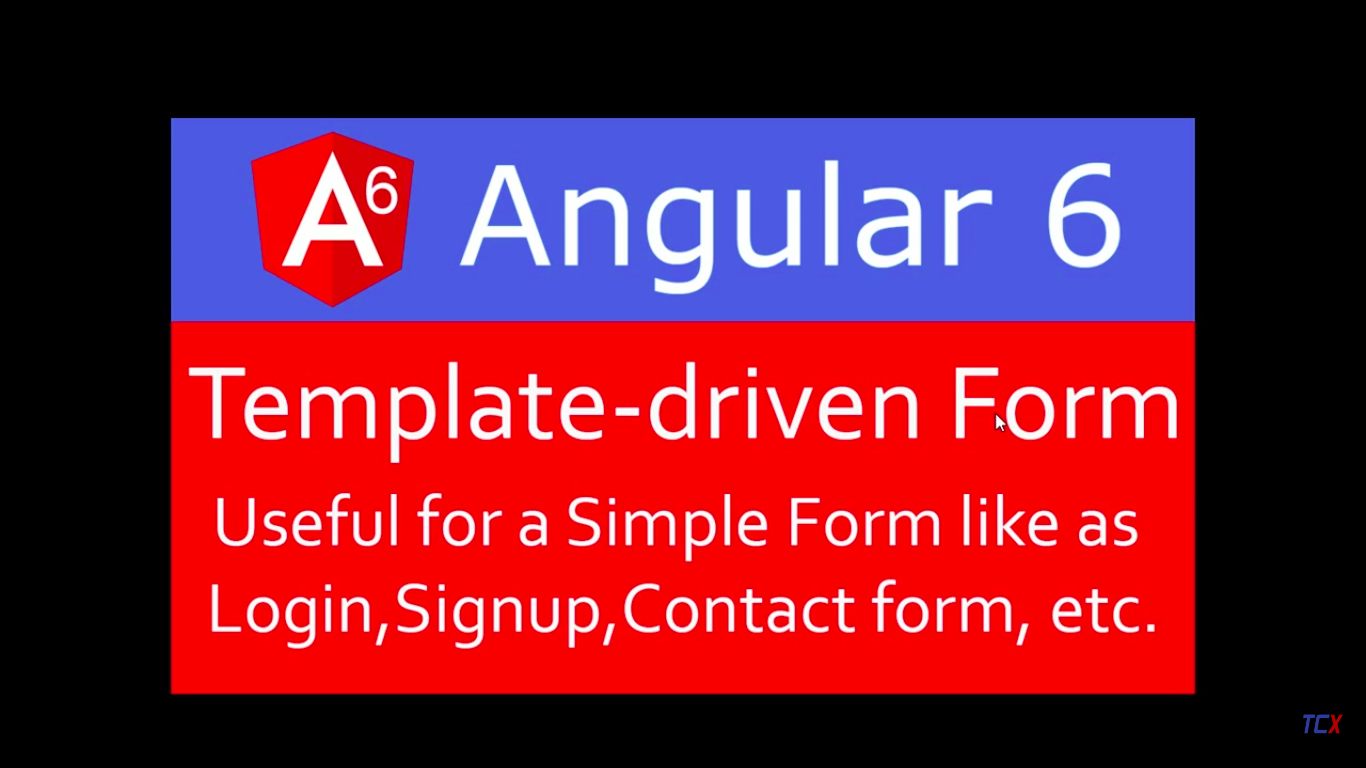 A6 Angular 6
Template-driven Form
Useful for a Simple Form like as
Login,Signup,Contact form, etc.
TCX